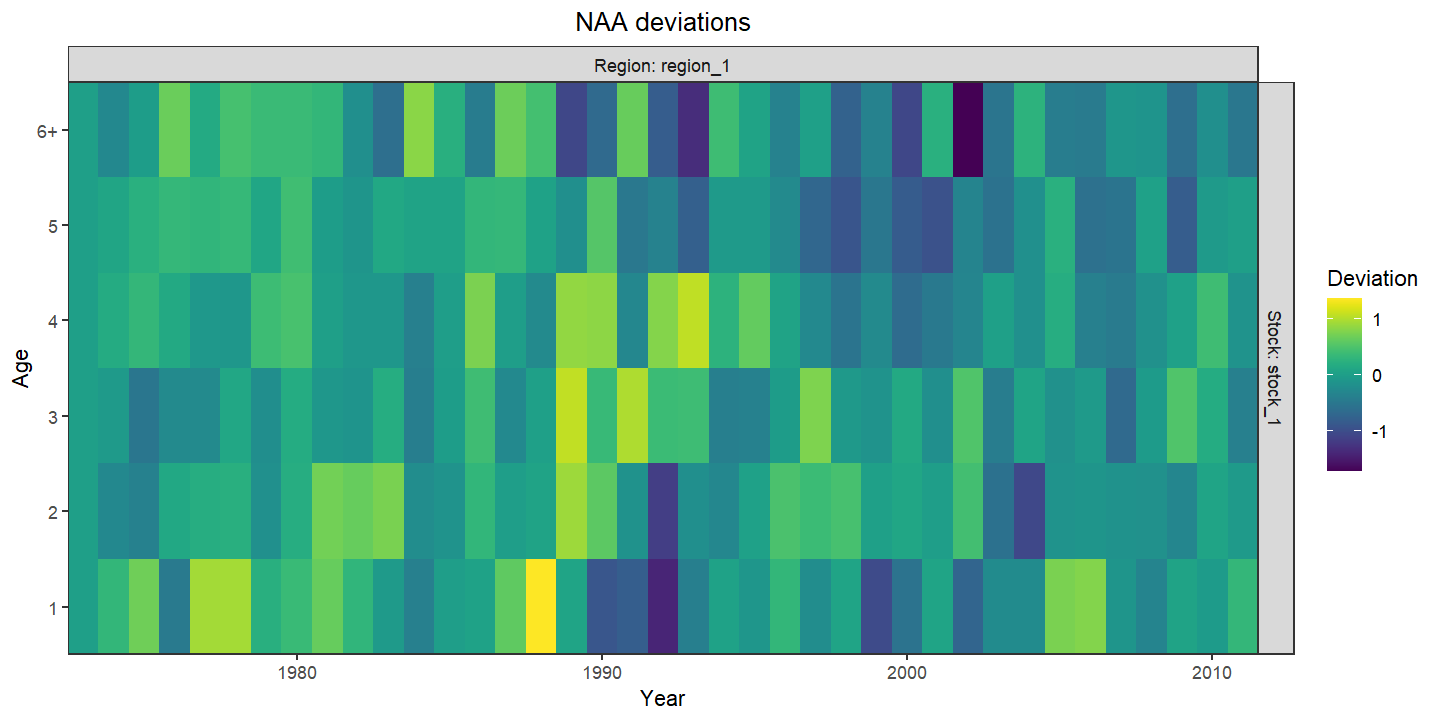 NAA deviations
Region: region_1
Stock: stock_1
Age
6+
5
4
3
2
1
1980
1990
2000
2010
Year
Deviation
1
0
-1